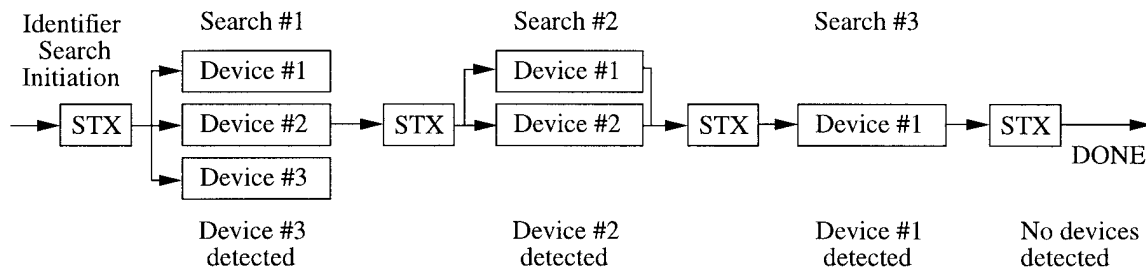 Identifier
Search
Initiation
STX
Search #1
Device #1
Device #2
Device #3
Device #3
detected
STX
Search #2
Device #1
Device #2
Device #2
detected
STX
Search #3
Device #1
Device #1
detected
STX
DONE
No devices
detected